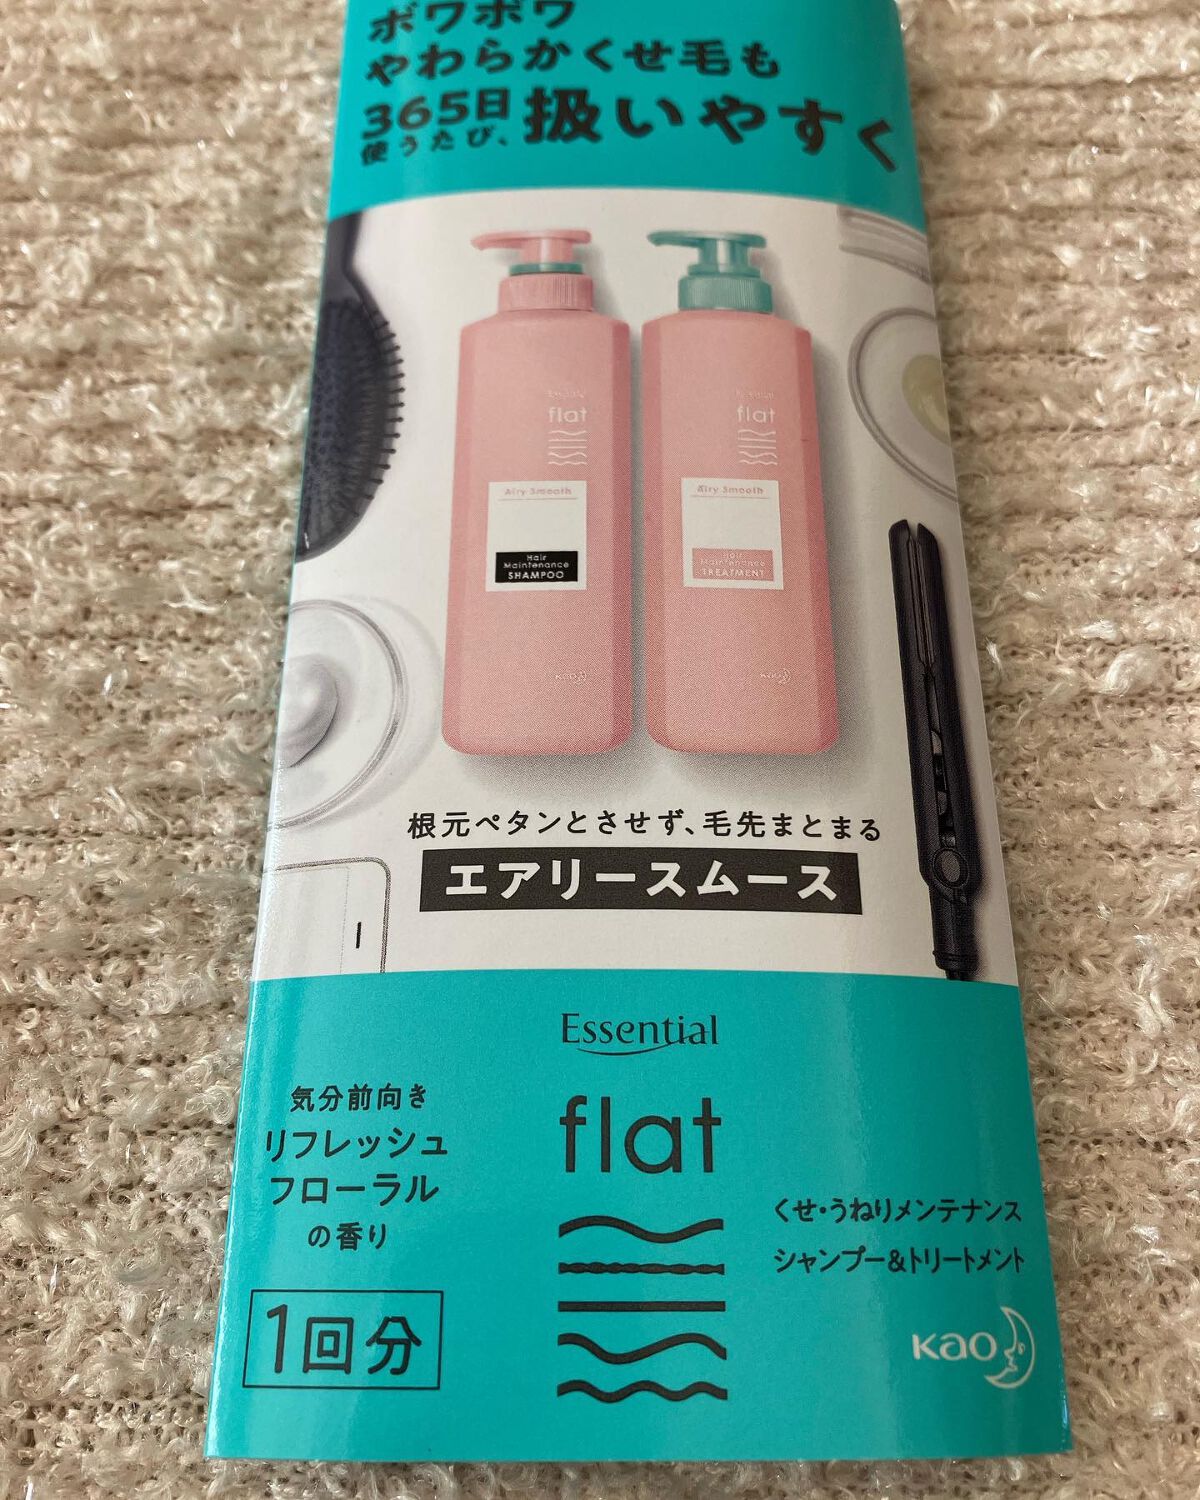 ボワボワ
やわらかくせ毛も
365日
使うたび、
扱いやすく
flat
Airy Smooth
Hair
Maintenance
SHAMPOO
Kao
flat
Airy Smooth
Hair
Maintenance
TREATMENT
Kao
根元ペタンとさせず、毛先まとまる
エアリースムース
Essential
flat
気分前向き
リフレッシュ
フローラル
の香り
1回分
くせ・うねりメンテナンス
シャンプー&トリートメント
Kao